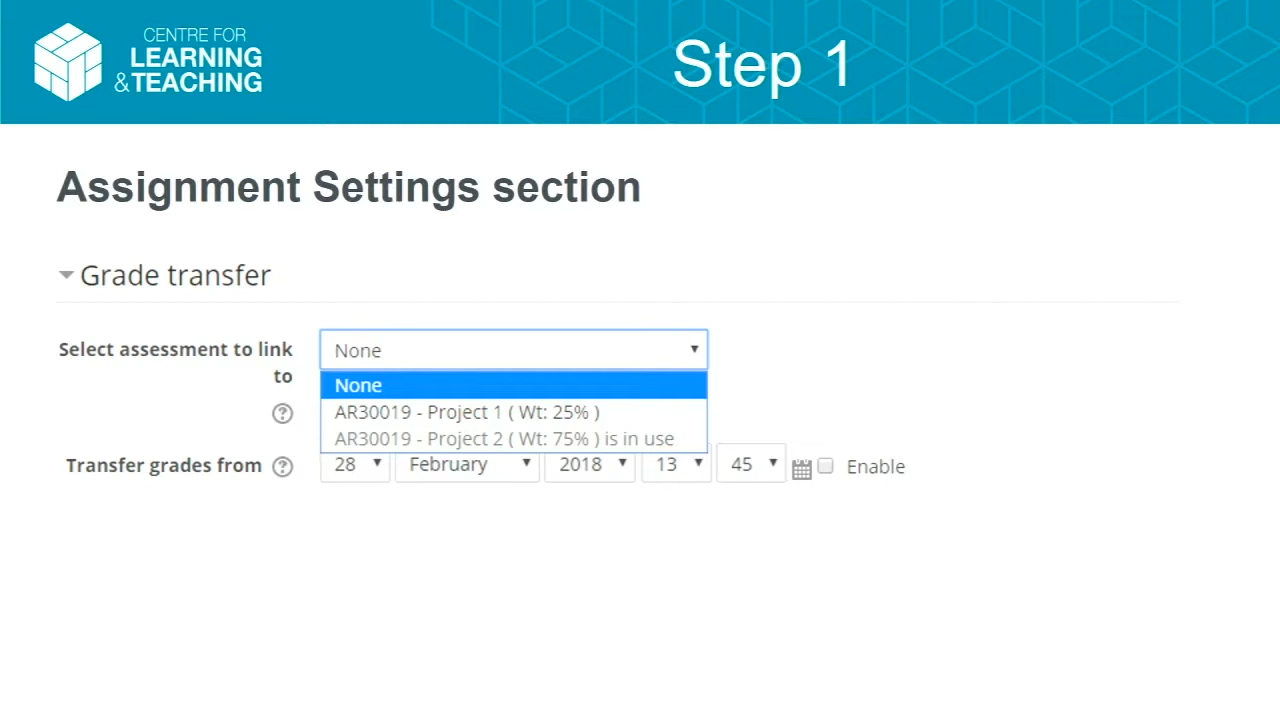 CENTRE FOR
LEARNING
&TEACHING
Step 1
Assignment Settings section
Grade transfer
Select assessment to link
to
?
None
None
AR30019 - Project 1 ( Wt: 25% )
AR30019 - Project 2 ( Wt: 75% ) is in use
Transfer grades from ? 28 February 2018 13 45 Enable